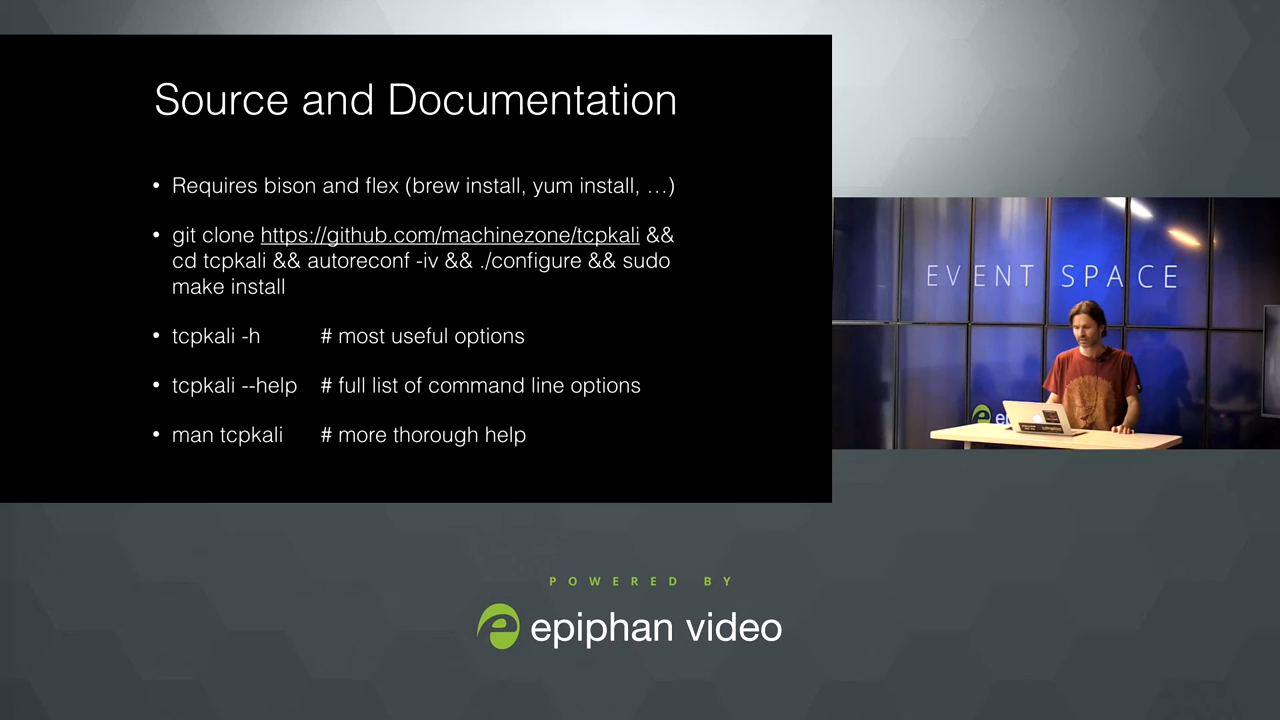 Source and Documentation
• Requires bison and flex (brew install, yum install, …)
• git clone https://github.com/machinezone/tcpkali &&
cd tcpkali && autoreconf -iv && ./configure && sudo
make install
• tcpkali -h # most useful options
• tcpkali --help # full list of command line options
• man tcpkali # more thorough help
EVENT SPACE
POWERED BY
epiphan video